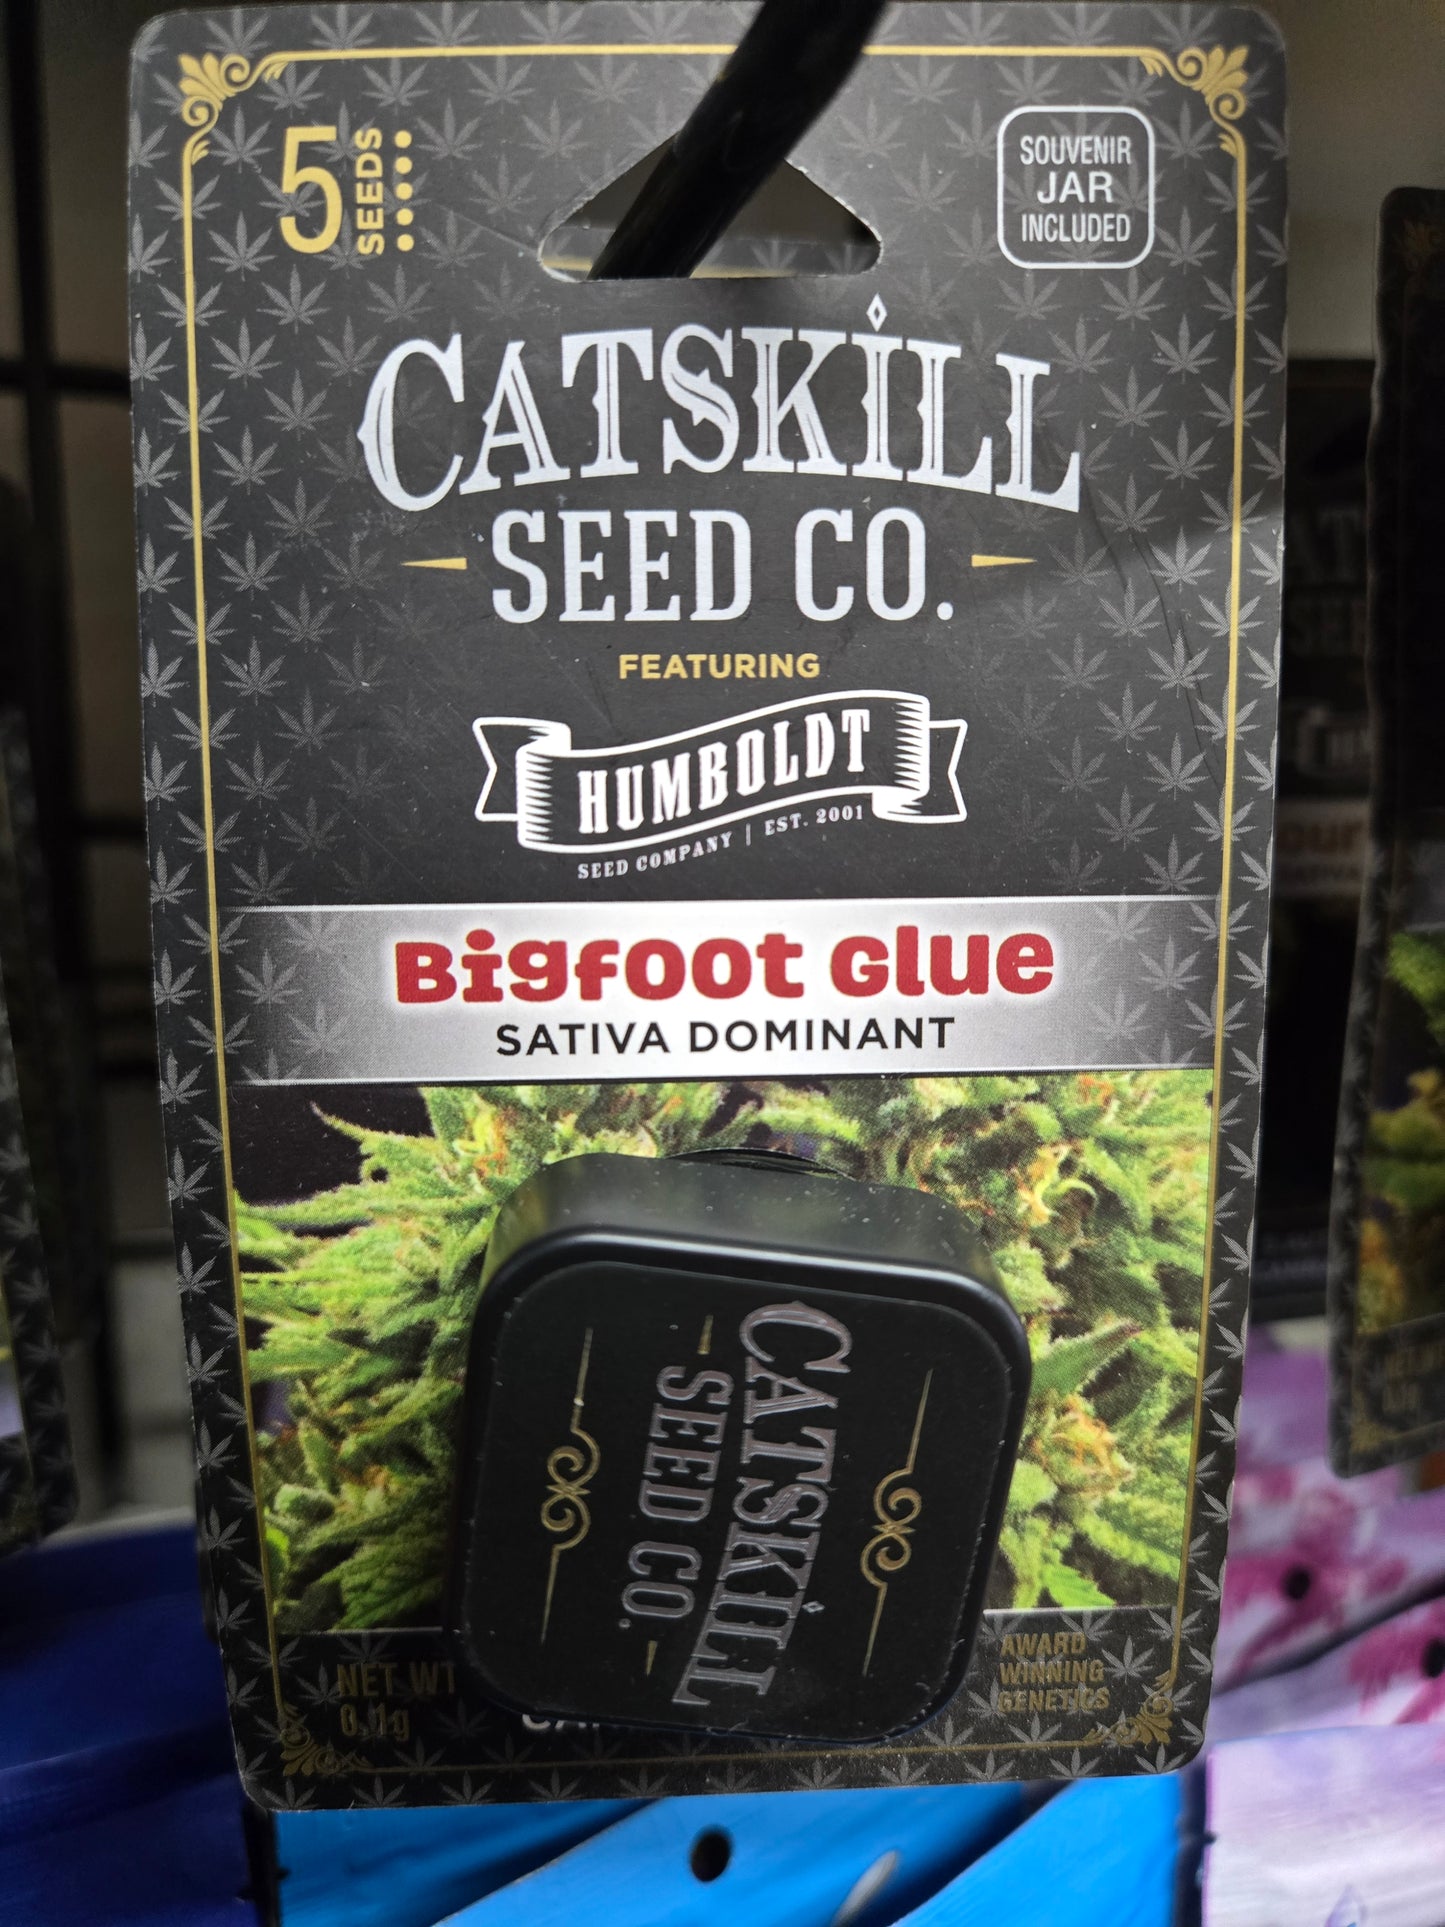 5 SEEDS
SOUVENIR
JAR
INCLUDED
CATSKILL
SEED CO.
FEATURING
HUMBOLDT
SEED COMPANY | EST. 2001
Bigfoot Glue
SATIVA DOMINANT
CATSKILL
SEED CO.
NET WT
0.1g
AWARD
WINNING
GENETICS